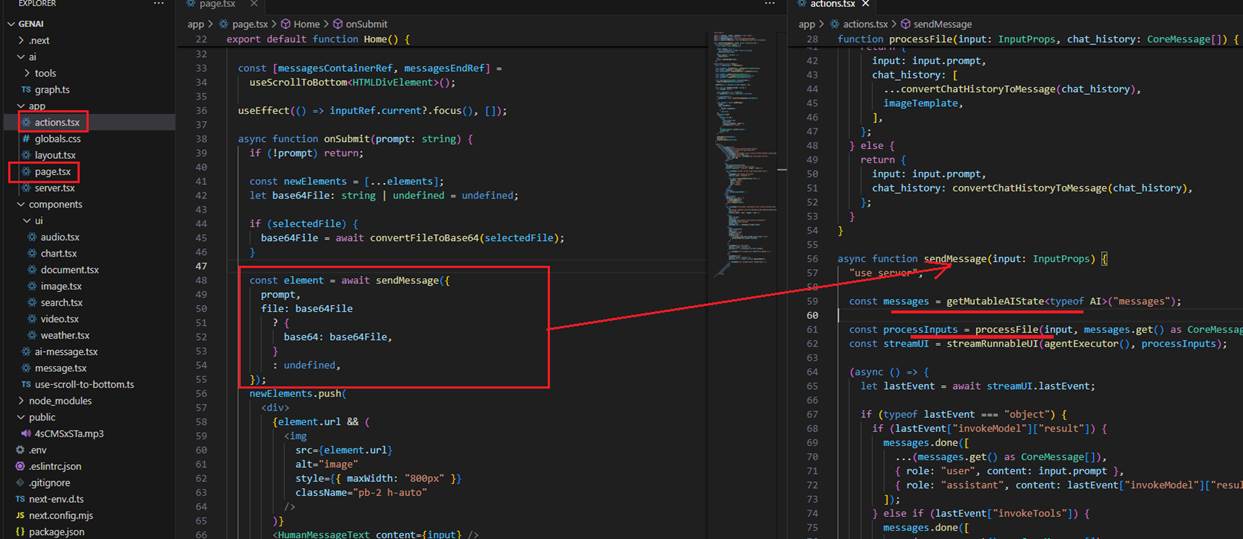 EXPLORER
GENAI
.next
ai
tools
TS graph.ts
app
actions.tsx
# globals.css
layout.tsx
page.tsx
server.tsx
components
ui
audio.tsx
chart.tsx
document.tsx
image.tsx
search.tsx
video.tsx
weather.tsx
ai-message.tsx
message.tsx
TS use-scroll-to-bottom.ts
node_modules
public
4sCMSxSTa.mp3
.env
.eslintrc.json
.gitignore
TS next-env.d.ts
JS next.config.mjs
{} package.json
page.tsx
app > page.tsx > Home > onSubmit
22 export default function Home() {
32
33 const [messagesContainerRef, messagesEndRef] =
34 useScrollToBottom<HTMLDivElement>();
35
36 useEffect(() => inputRef.current?.focus(), []);
37
38 async function onSubmit(prompt: string) {
39 if (!prompt) return;
40
41 const newElements = [...elements];
42 let base64File: string | undefined = undefined;
43
44 if (selectedFile) {
45 base64File = await convertFileToBase64(selectedFile);
46 }
47
48 const element = await sendMessage({
49 prompt,
50 file: base64File
51 ? {
52 base64: base64File,
53 }
54 : undefined,
55 });
56 newElements.push(
57 <div>
58 {element.url && (
59 <img
60 src={element.url}
61 alt="image"
62 style={{ maxWidth: "800px" }}
63 className="pb-2 h-auto"
64 />
65 )}
66 <HumanMessageText content={input} />
actions.tsx
app > actions.tsx > sendMessage
28 function processFile(input: InputProps, chat_history: CoreMessage[]) {
41 return {
42 input: input.prompt,
43 chat_history: [
44 ...convertChatHistoryToMessage(chat_history),
45 imageTemplate,
46 ],
47 };
48 } else {
49 return {
50 input: input.prompt,
51 chat_history: convertChatHistoryToMessage(chat_history),
52 };
53 }
54 }
55
56 async function sendMessage(input: InputProps) {
57 "use server";
58
59 const messages = getMutableAIState<typeof AI>("messages");
60
61 const processInputs = processFile(input, messages.get() as CoreMessage
62 const streamUI = streamRunnableUI(agentExecutor(), processInputs);
63
64 (async () => {
65 let lastEvent = await streamUI.lastEvent;
66
67 if (typeof lastEvent === "object") {
68 if (lastEvent["invokeModel"]["result"]) {
69 messages.done([
70 ...(messages.get() as CoreMessage[]),
71 { role: "user", content: input.prompt },
72 { role: "assistant", content: lastEvent["invokeModel"]["resul
73 ]);
74 } else if (lastEvent["invokeTools"]) {
75 messages.done([